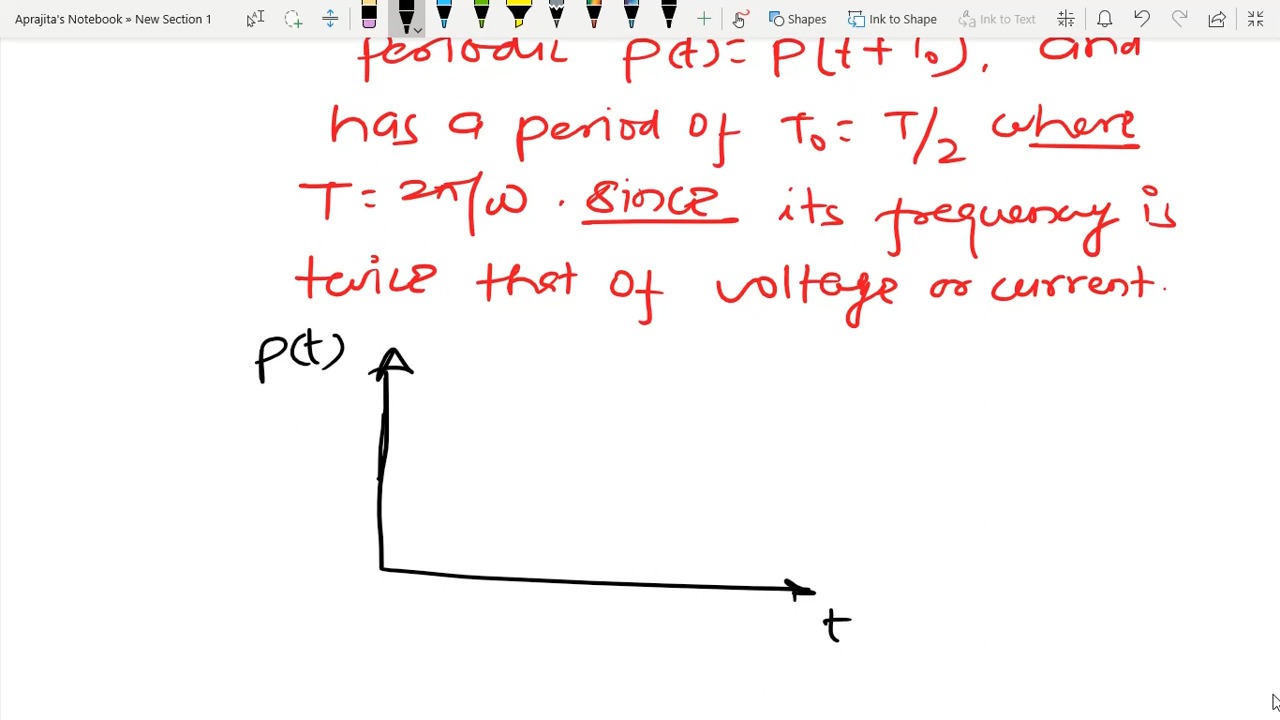 Aprajita's Notebook » New Section 1
Shapes
Ink to Shape
Ink to Text
periodic p(t)= p(t+T₀), and
has a period of T₀= T/2 where
T= 2π/ω . since its frequency is
twice that of voltage or current.
p(t)
t